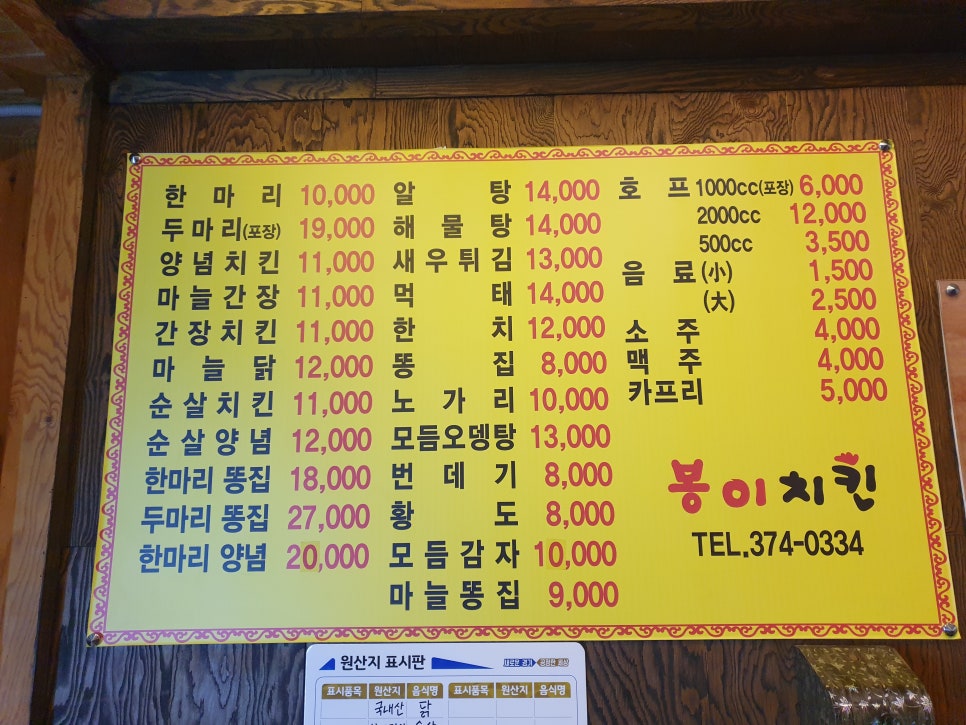 한마리 10,000
두마리(포장) 19,000
양념치킨 11,000
마늘간장 11,000
간장치킨 11,000
마늘닭 12,000
순살치킨 11,000
순살양념 12,000
한마리 똥집 18,000
두마리 똥집 27,000
한마리 양념 20,000
알탕 14,000
해물탕 14,000
새우튀김 13,000
먹태 14,000
한치 12,000
똥집 8,000
노가리 10,000
모듬오뎅탕 13,000
번데기 8,000
황도 8,000
모듬감자 10,000
마늘똥집 9,000
호프 1000cc(포장) 6,000
2000cc 12,000
500cc 3,500
음료(小) 1,500
(大) 2,500
소주 4,000
맥주 4,000
카프리 5,000
봉이치킨
TEL.374-0334
원산지 표시판
표시품목 원산지 음식명 표시품목 원산지 음식명
국내산 닭